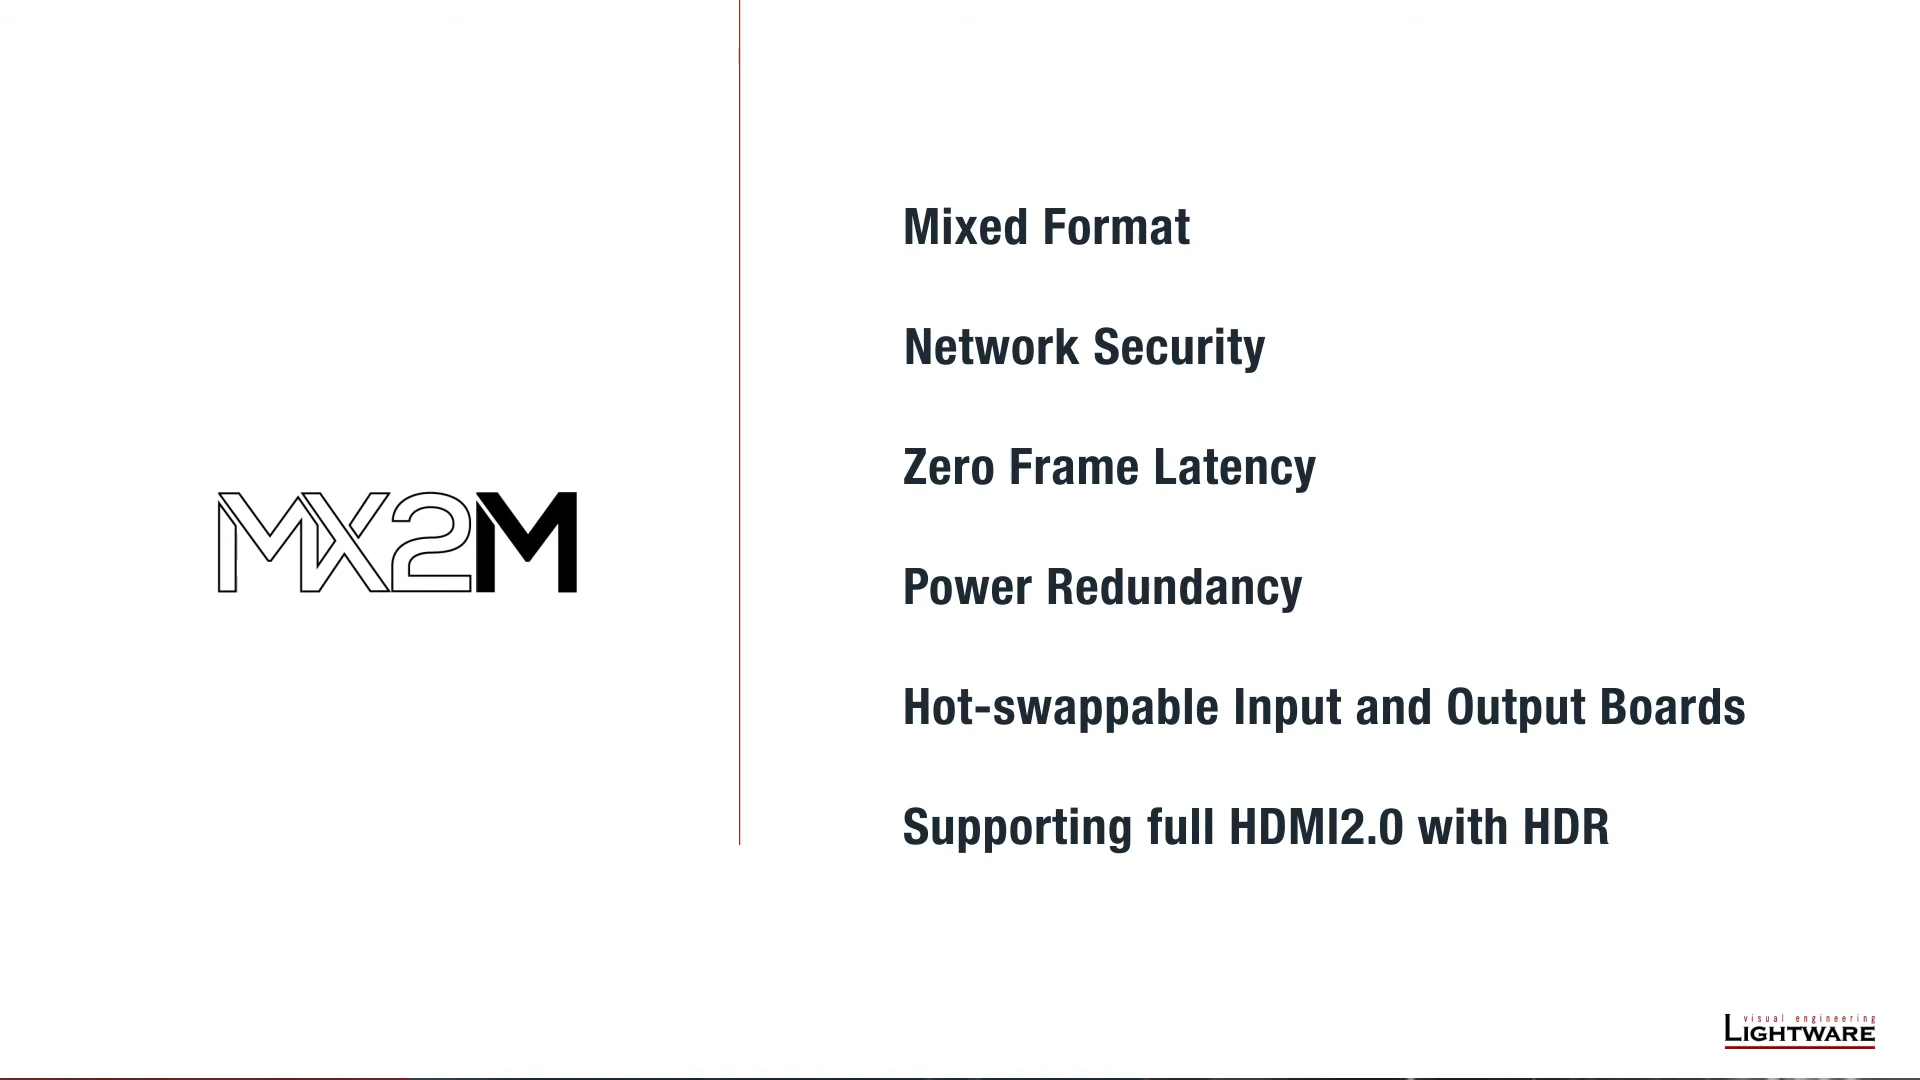 MX2M
Mixed Format
Network Security
Zero Frame Latency
Power Redundancy
Hot-swappable Input and Output Boards
Supporting full HDMI2.0 with HDR
visual engineering
LIGHTWARE